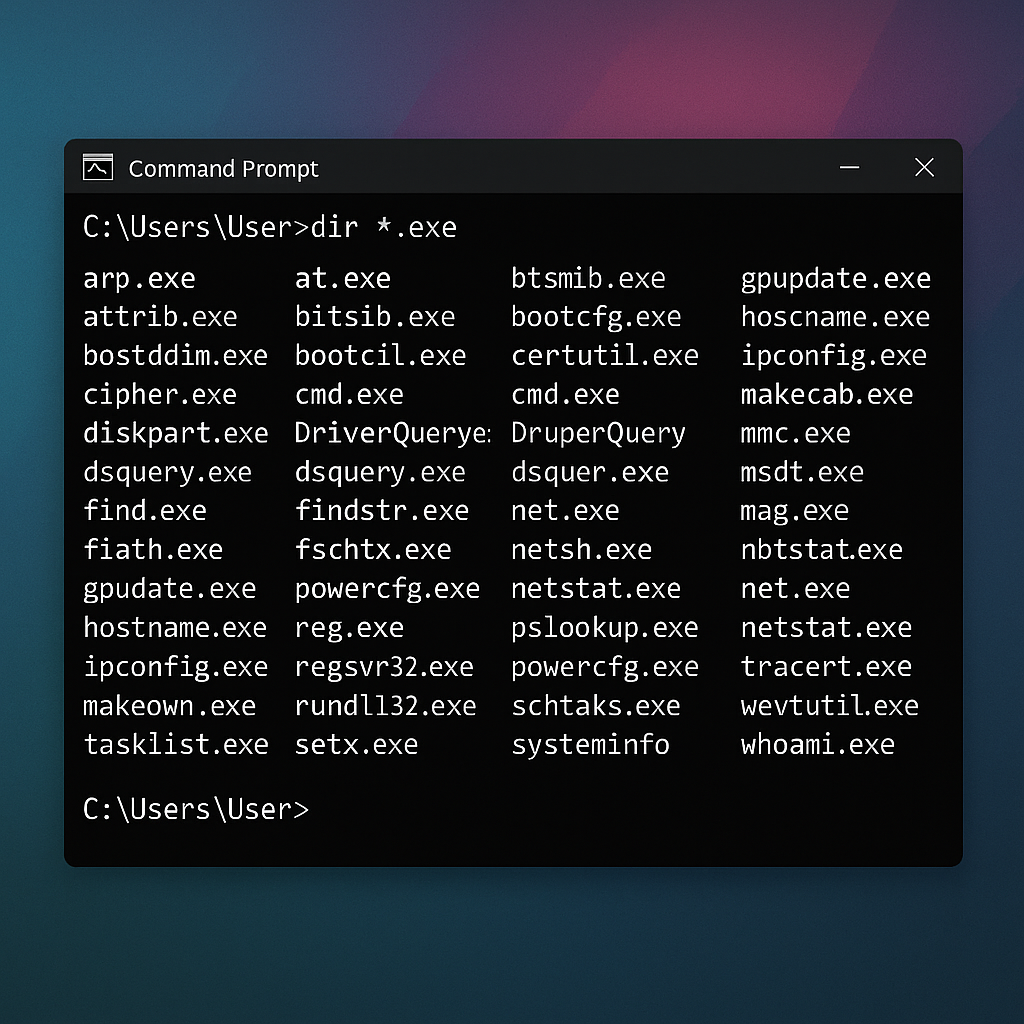 Command Prompt
C:\Users\User>dir *.exe
arp.exe at.exe btsmib.exe gpupdate.exe
attrib.exe bitsib.exe bootcfg.exe hoscname.exe
bostddim.exe bootcil.exe certutil.exe ipconfig.exe
cipher.exe cmd.exe cmd.exe makecab.exe
diskpart.exe DriverQuerye: DruperQuery mmc.exe
dsquery.exe dsquery.exe dsquer.exe msdt.exe
find.exe findstr.exe net.exe mag.exe
fiath.exe fschtx.exe netsh.exe nbtstat.exe
gpudate.exe powercfg.exe netstat.exe net.exe
hostname.exe reg.exe pslookup.exe netstat.exe
ipconfig.exe regsvr32.exe powercfg.exe tracert.exe
makeown.exe rundll32.exe schtaks.exe wevtutil.exe
tasklist.exe setx.exe systeminfo whoami.exe
C:\Users\User>